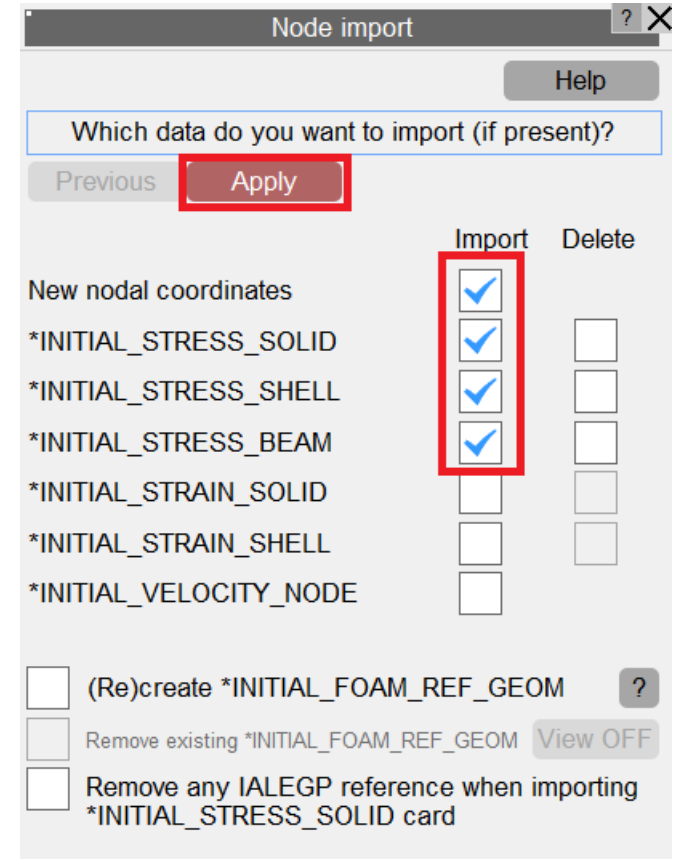 Node import
? X
Help
Which data do you want to import (if present)?
Previous Apply
Import Delete
New nodal coordinates
*INITIAL_STRESS_SOLID
*INITIAL_STRESS_SHELL
*INITIAL_STRESS_BEAM
*INITIAL_STRAIN_SOLID
*INITIAL_STRAIN_SHELL
*INITIAL_VELOCITY_NODE
(Re)create *INITIAL_FOAM_REF_GEOM ?
Remove existing *INITIAL_FOAM_REF_GEOM View OFF
Remove any IALEGP reference when importing
*INITIAL_STRESS_SOLID card